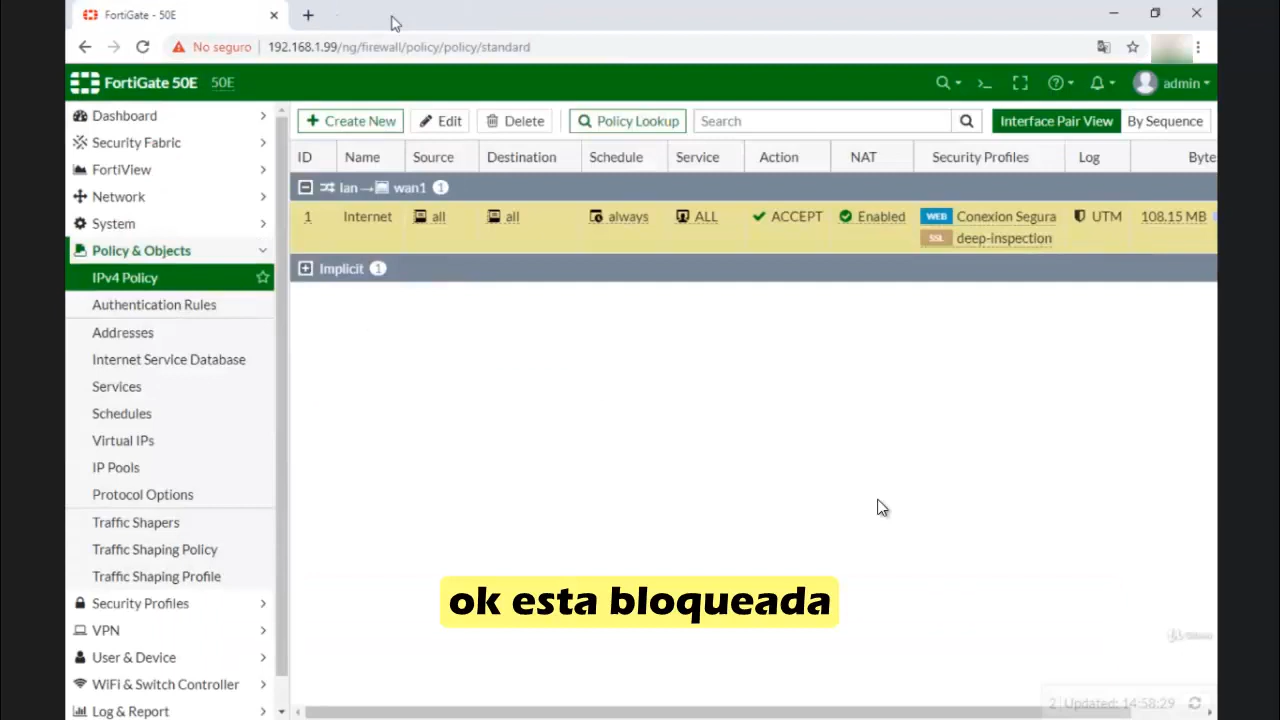 FortiGate - 50E
No seguro
192.168.1.99/ng/firewall/policy/policy/standard
FortiGate 50E 50E
admin
Dashboard
Security Fabric
FortiView
Network
System
Policy & Objects
IPv4 Policy
Authentication Rules
Addresses
Internet Service Database
Services
Schedules
Virtual IPs
IP Pools
Protocol Options
Traffic Shapers
Traffic Shaping Policy
Traffic Shaping Profile
Security Profiles
VPN
User & Device
WiFi & Switch Controller
Log & Report
+ Create New Edit Delete Policy Lookup Search Interface Pair View By Sequence
ID Name Source Destination Schedule Service Action NAT Security Profiles Log Byte
lan → wan1 1
1 Internet all all always ALL ACCEPT Enabled WEB Conexion Segura UTM 108.15 MB
SSL deep-inspection
Implicit 1
ok esta bloqueada
2 Updated: 14:58:29